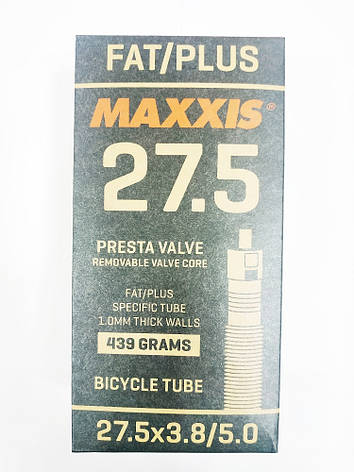 FAT/PLUS
MAXXIS®
27.5
PRESTA VALVE
REMOVABLE VALVE CORE
FAT/PLUS
SPECIFIC TUBE
1.0MM THICK WALLS
439 GRAMS
BICYCLE TUBE
27.5x3.8/5.0